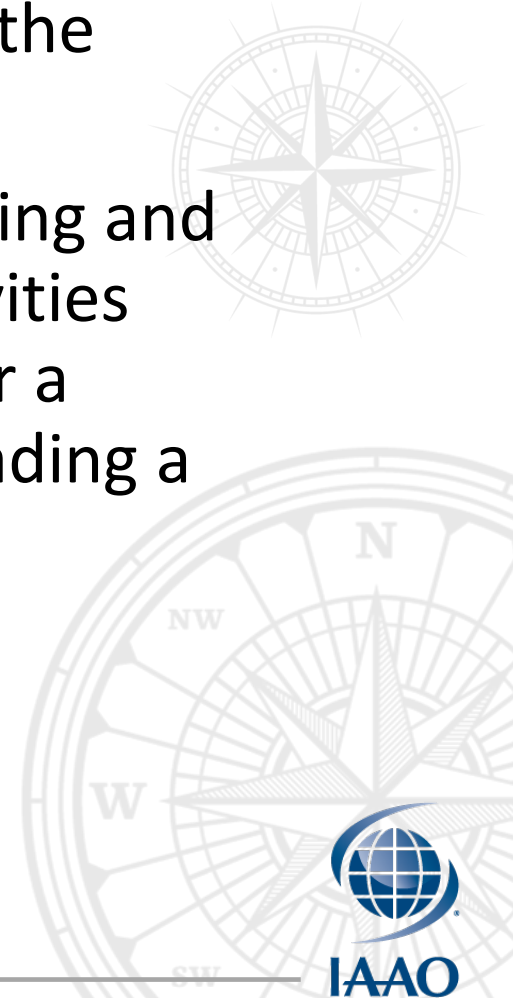 the
ing and
vities
r a
nding a
N
NW
W
SW
IAAO